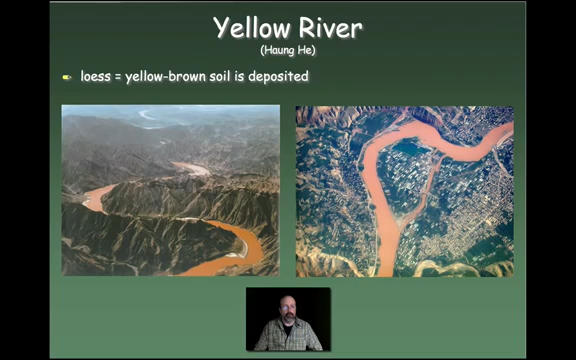 Yellow River
(Haung He)
loess = yellow-brown soil is deposited